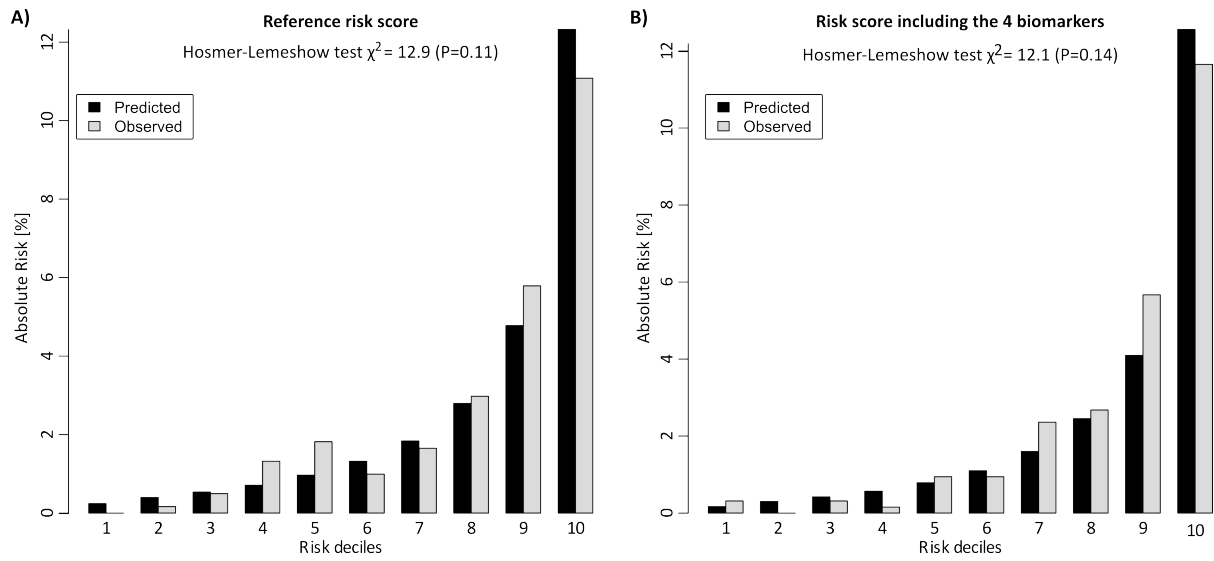 A)
Reference risk score
Hosmer-Lemeshow test χ²= 12.9 (P=0.11)
Predicted
Observed
Absolute Risk [%]
12
10
8
6
4
2
0
1 2 3 4 5 6 7 8 9 10
Risk deciles
B)
Risk score including the 4 biomarkers
Hosmer-Lemeshow test χ²= 12.1 (P=0.14)
Predicted
Observed
Absolute Risk [%]
12
10
8
6
4
2
0
1 2 3 4 5 6 7 8 9 10
Risk deciles